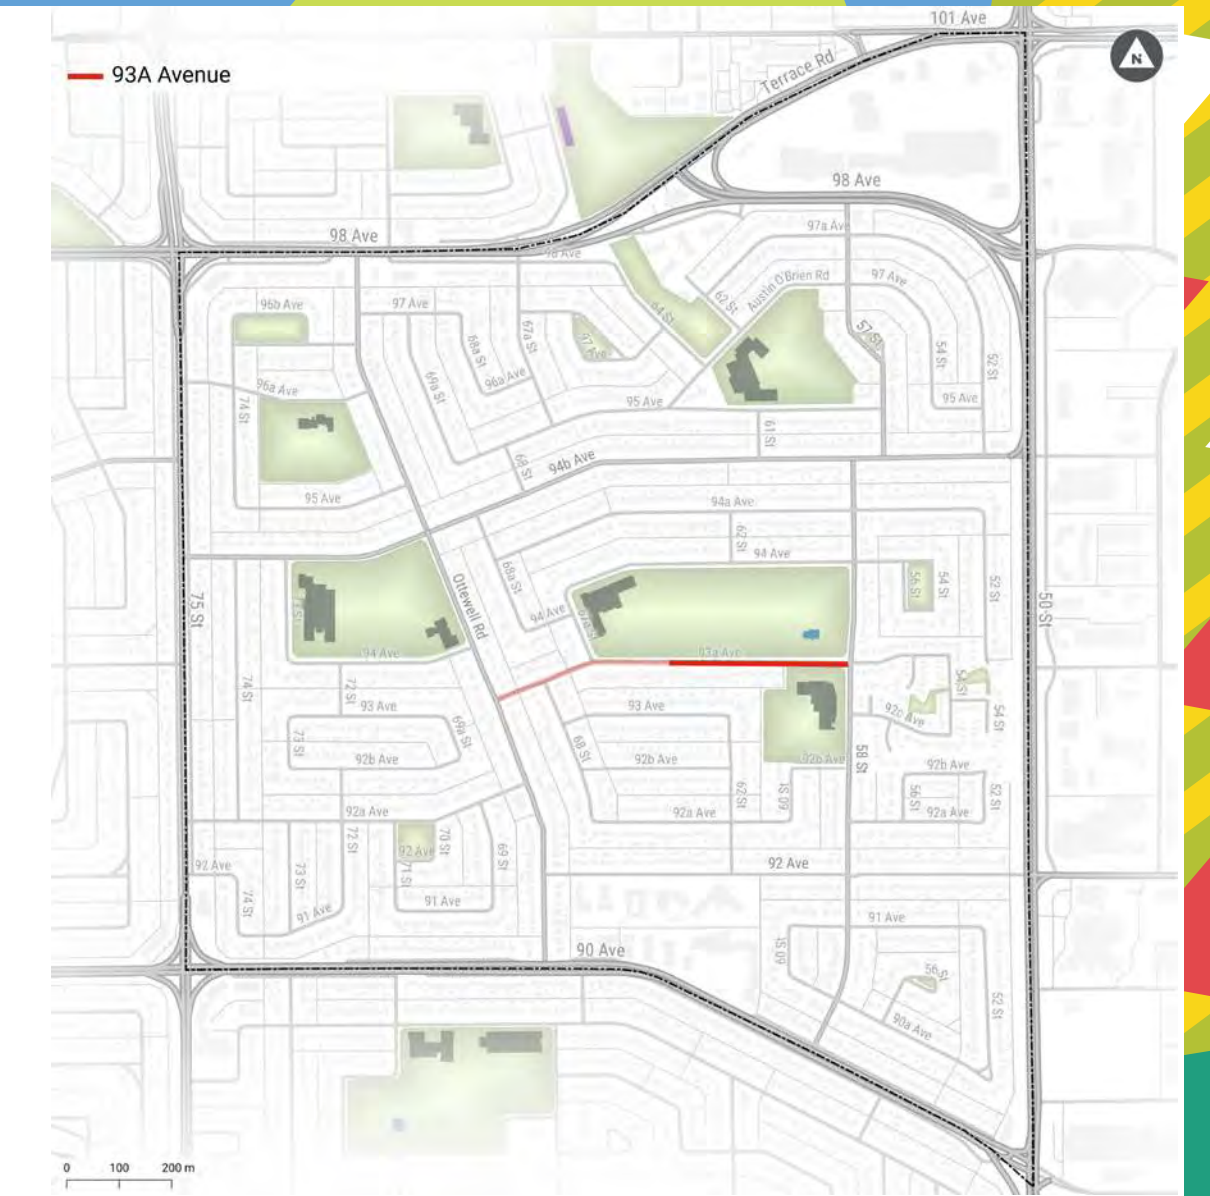 101 Ave
Terrace Rd
N
93A Avenue
98 Ave
98 Ave
97a Ave
98 Ave
96b Ave
97 Ave
62 St
Austin O'Brien Rd
97 Ave
64 St
67a St
68a St
97 Ave
57 St
54 St
52 St
96a Ave
96a Ave
69a St
74 St
95 Ave
95 Ave
61 St
68 St
94b Ave
95 Ave
94a Ave
62 St
94 Ave
68a St
56 St
54 St
52 St
Ottewell Rd
75 St
50 St
94 Ave
94 Ave
93a Ave
74 St
72 St
54 St
93 Ave
93 Ave
92c Ave
54 St
73 St
69a St
68 St
58 St
92b Ave
92b Ave
92b Ave
92b Ave
62 St
60 St
56 St
52 St
92a Ave
92a Ave
92a Ave
72 St
70 St
69 St
92 Ave
92 Ave
92 Ave
73 St
71 St
74 St
91 Ave
91 Ave
91 Ave
90 Ave
60 St
56 St
52 St
90a Ave
0 100 200 m